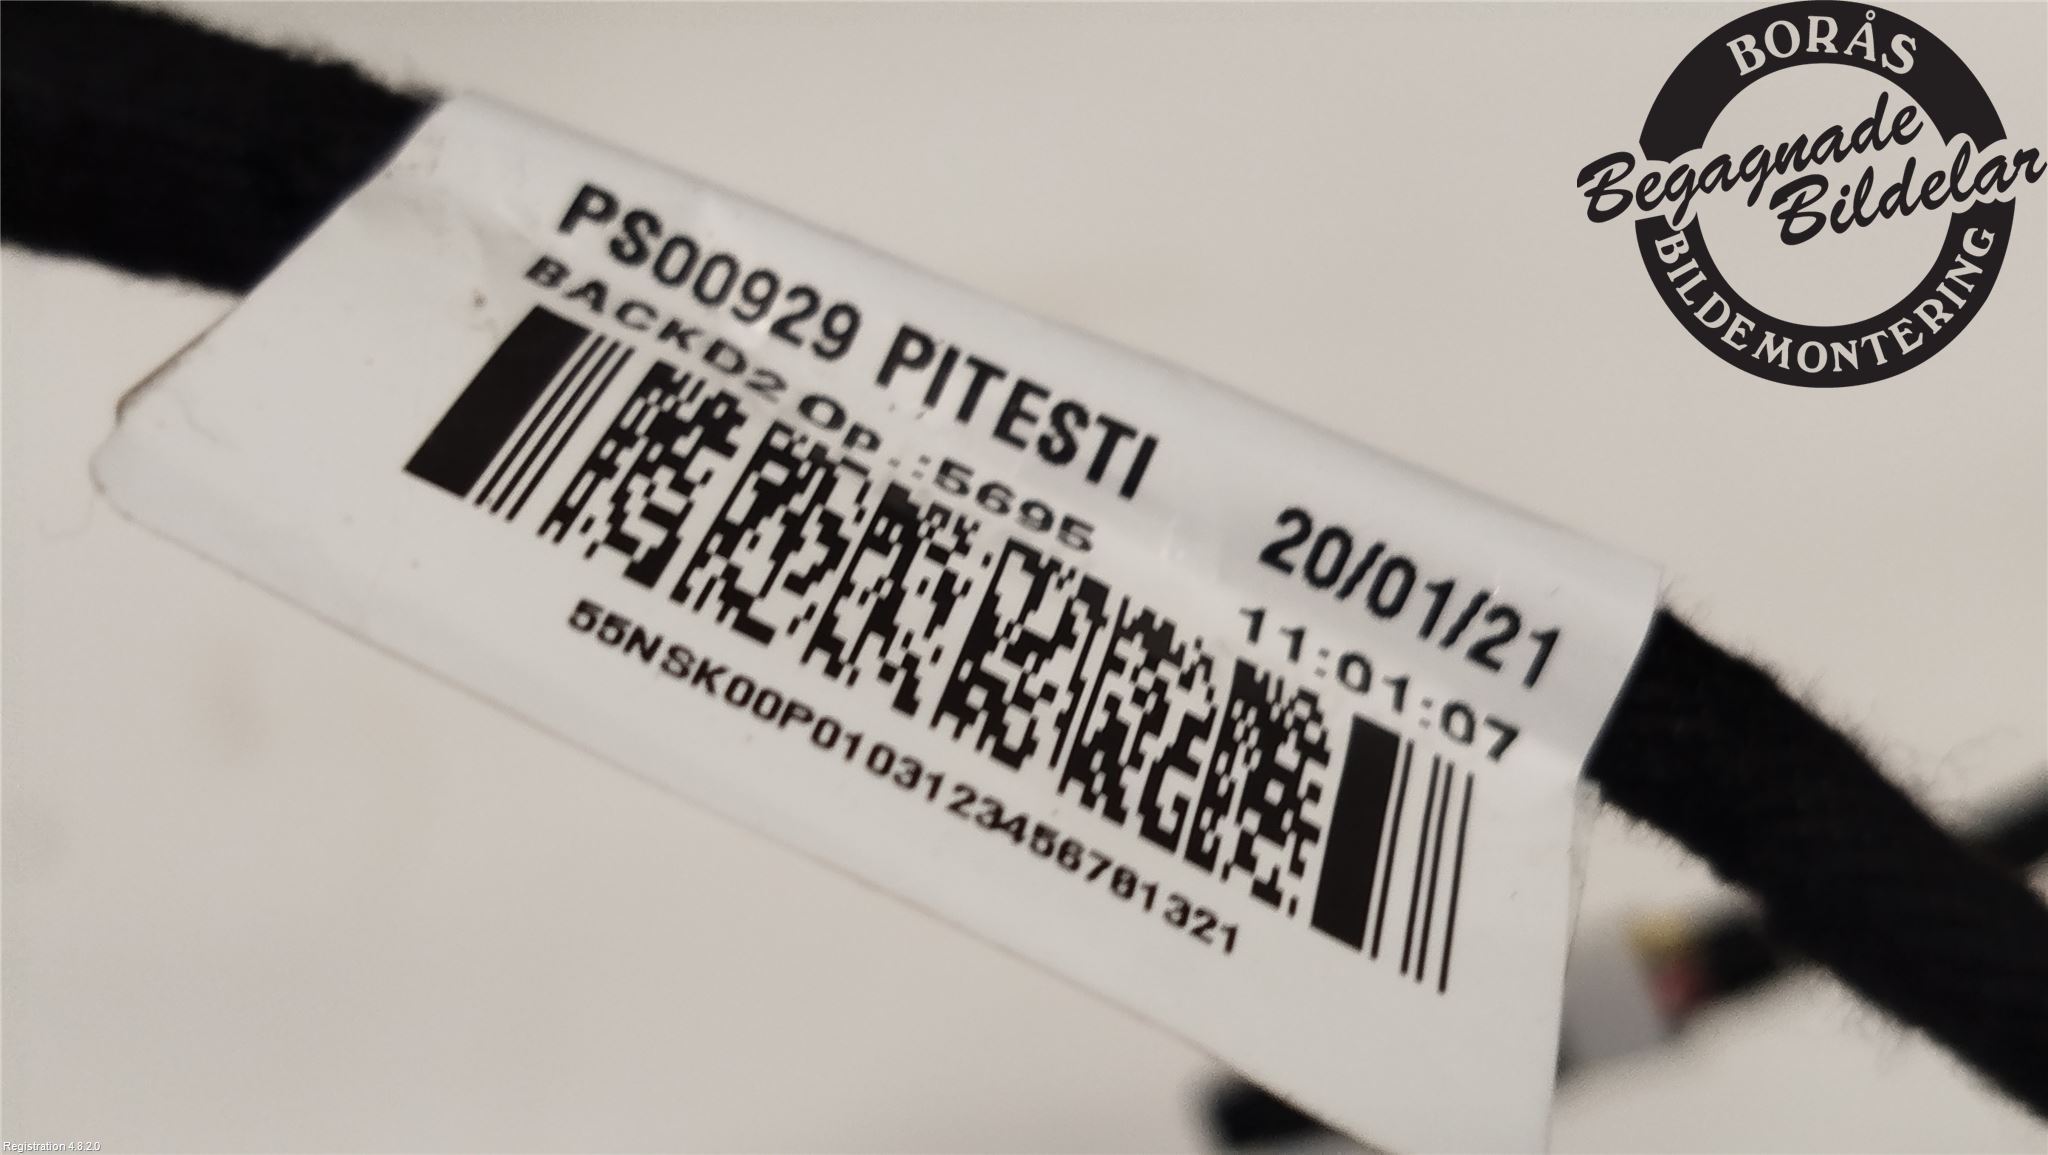 BORÅS
Begagnade
Bildelar
BILDEMONTERING
PS00929 PITESTI 20/01/21
BACKD2 OP.:5695 11:01:07
55NSK00P0103123456781321
Registration 4.8.2.0